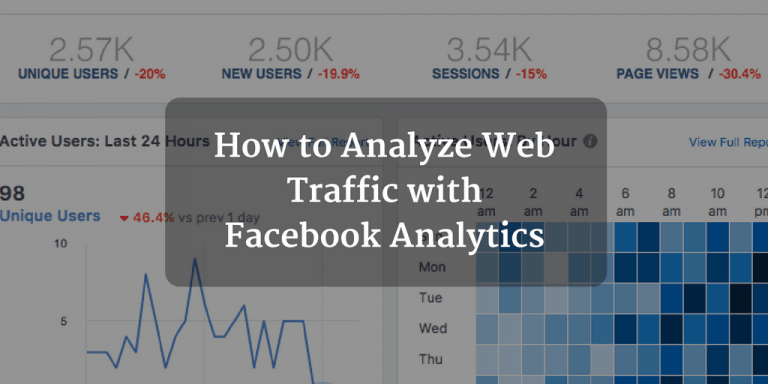 2.57K 2.50K 3.54K 8.58K
UNIQUE USERS / -20% NEW USERS / -19.9% SESSIONS / -15% PAGE VIEWS / -30.4%
Active Users: Last 24 Hours
View Full Repo
How to Analyze Web
Traffic with
Facebook Analytics
98
Unique Users 46.4% vs prev 1 day
10
5
12 2 4 6 8 10 12
am am am am am am pm
Mon
Tue
Wed
Thu